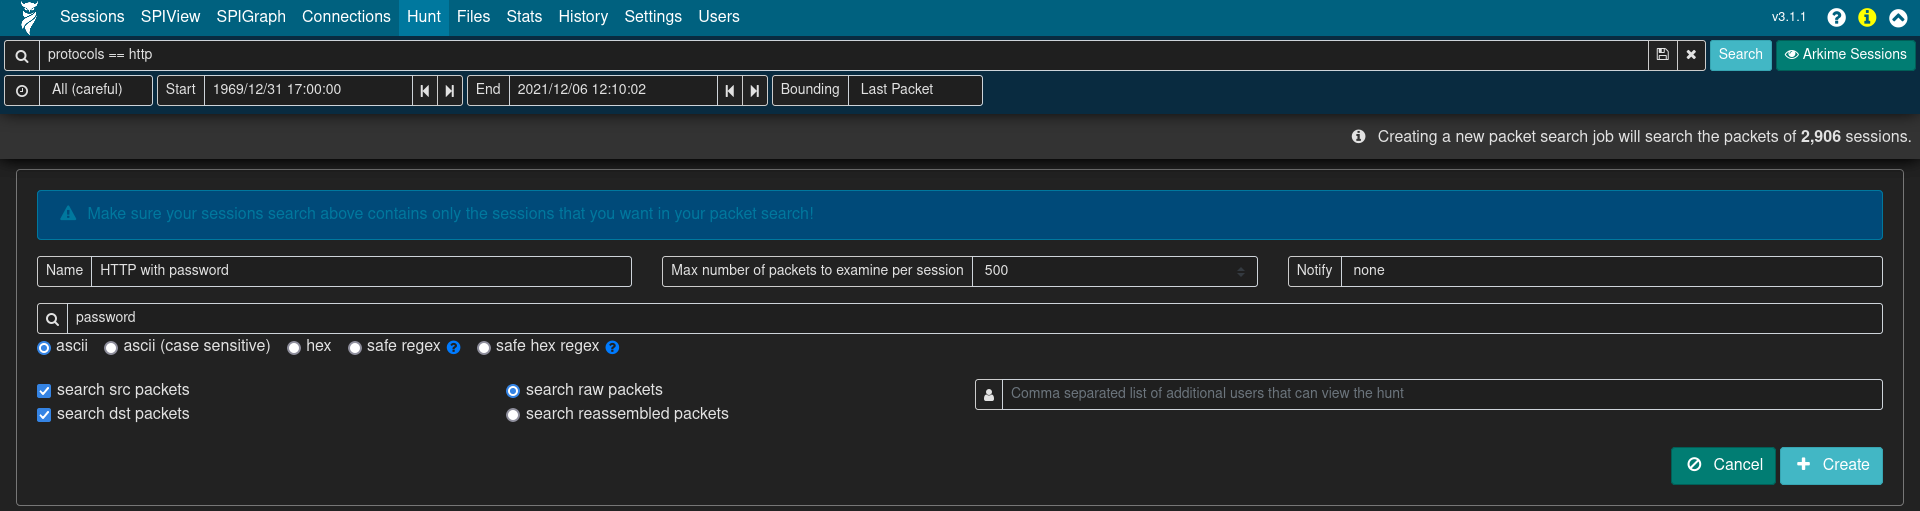 Sessions SPIView SPIGraph Connections Hunt Files Stats History Settings Users v3.1.1
protocols == http Search Arkime Sessions
All (careful) Start 1969/12/31 17:00:00 End 2021/12/06 12:10:02 Bounding Last Packet
Creating a new packet search job will search the packets of 2,906 sessions.
Make sure your sessions search above contains only the sessions that you want in your packet search!
Name HTTP with password Max number of packets to examine per session 500 Notify none
password
ascii ascii (case sensitive) hex safe regex safe hex regex
search src packets search raw packets Comma separated list of additional users that can view the hunt
search dst packets search reassembled packets
Cancel Create